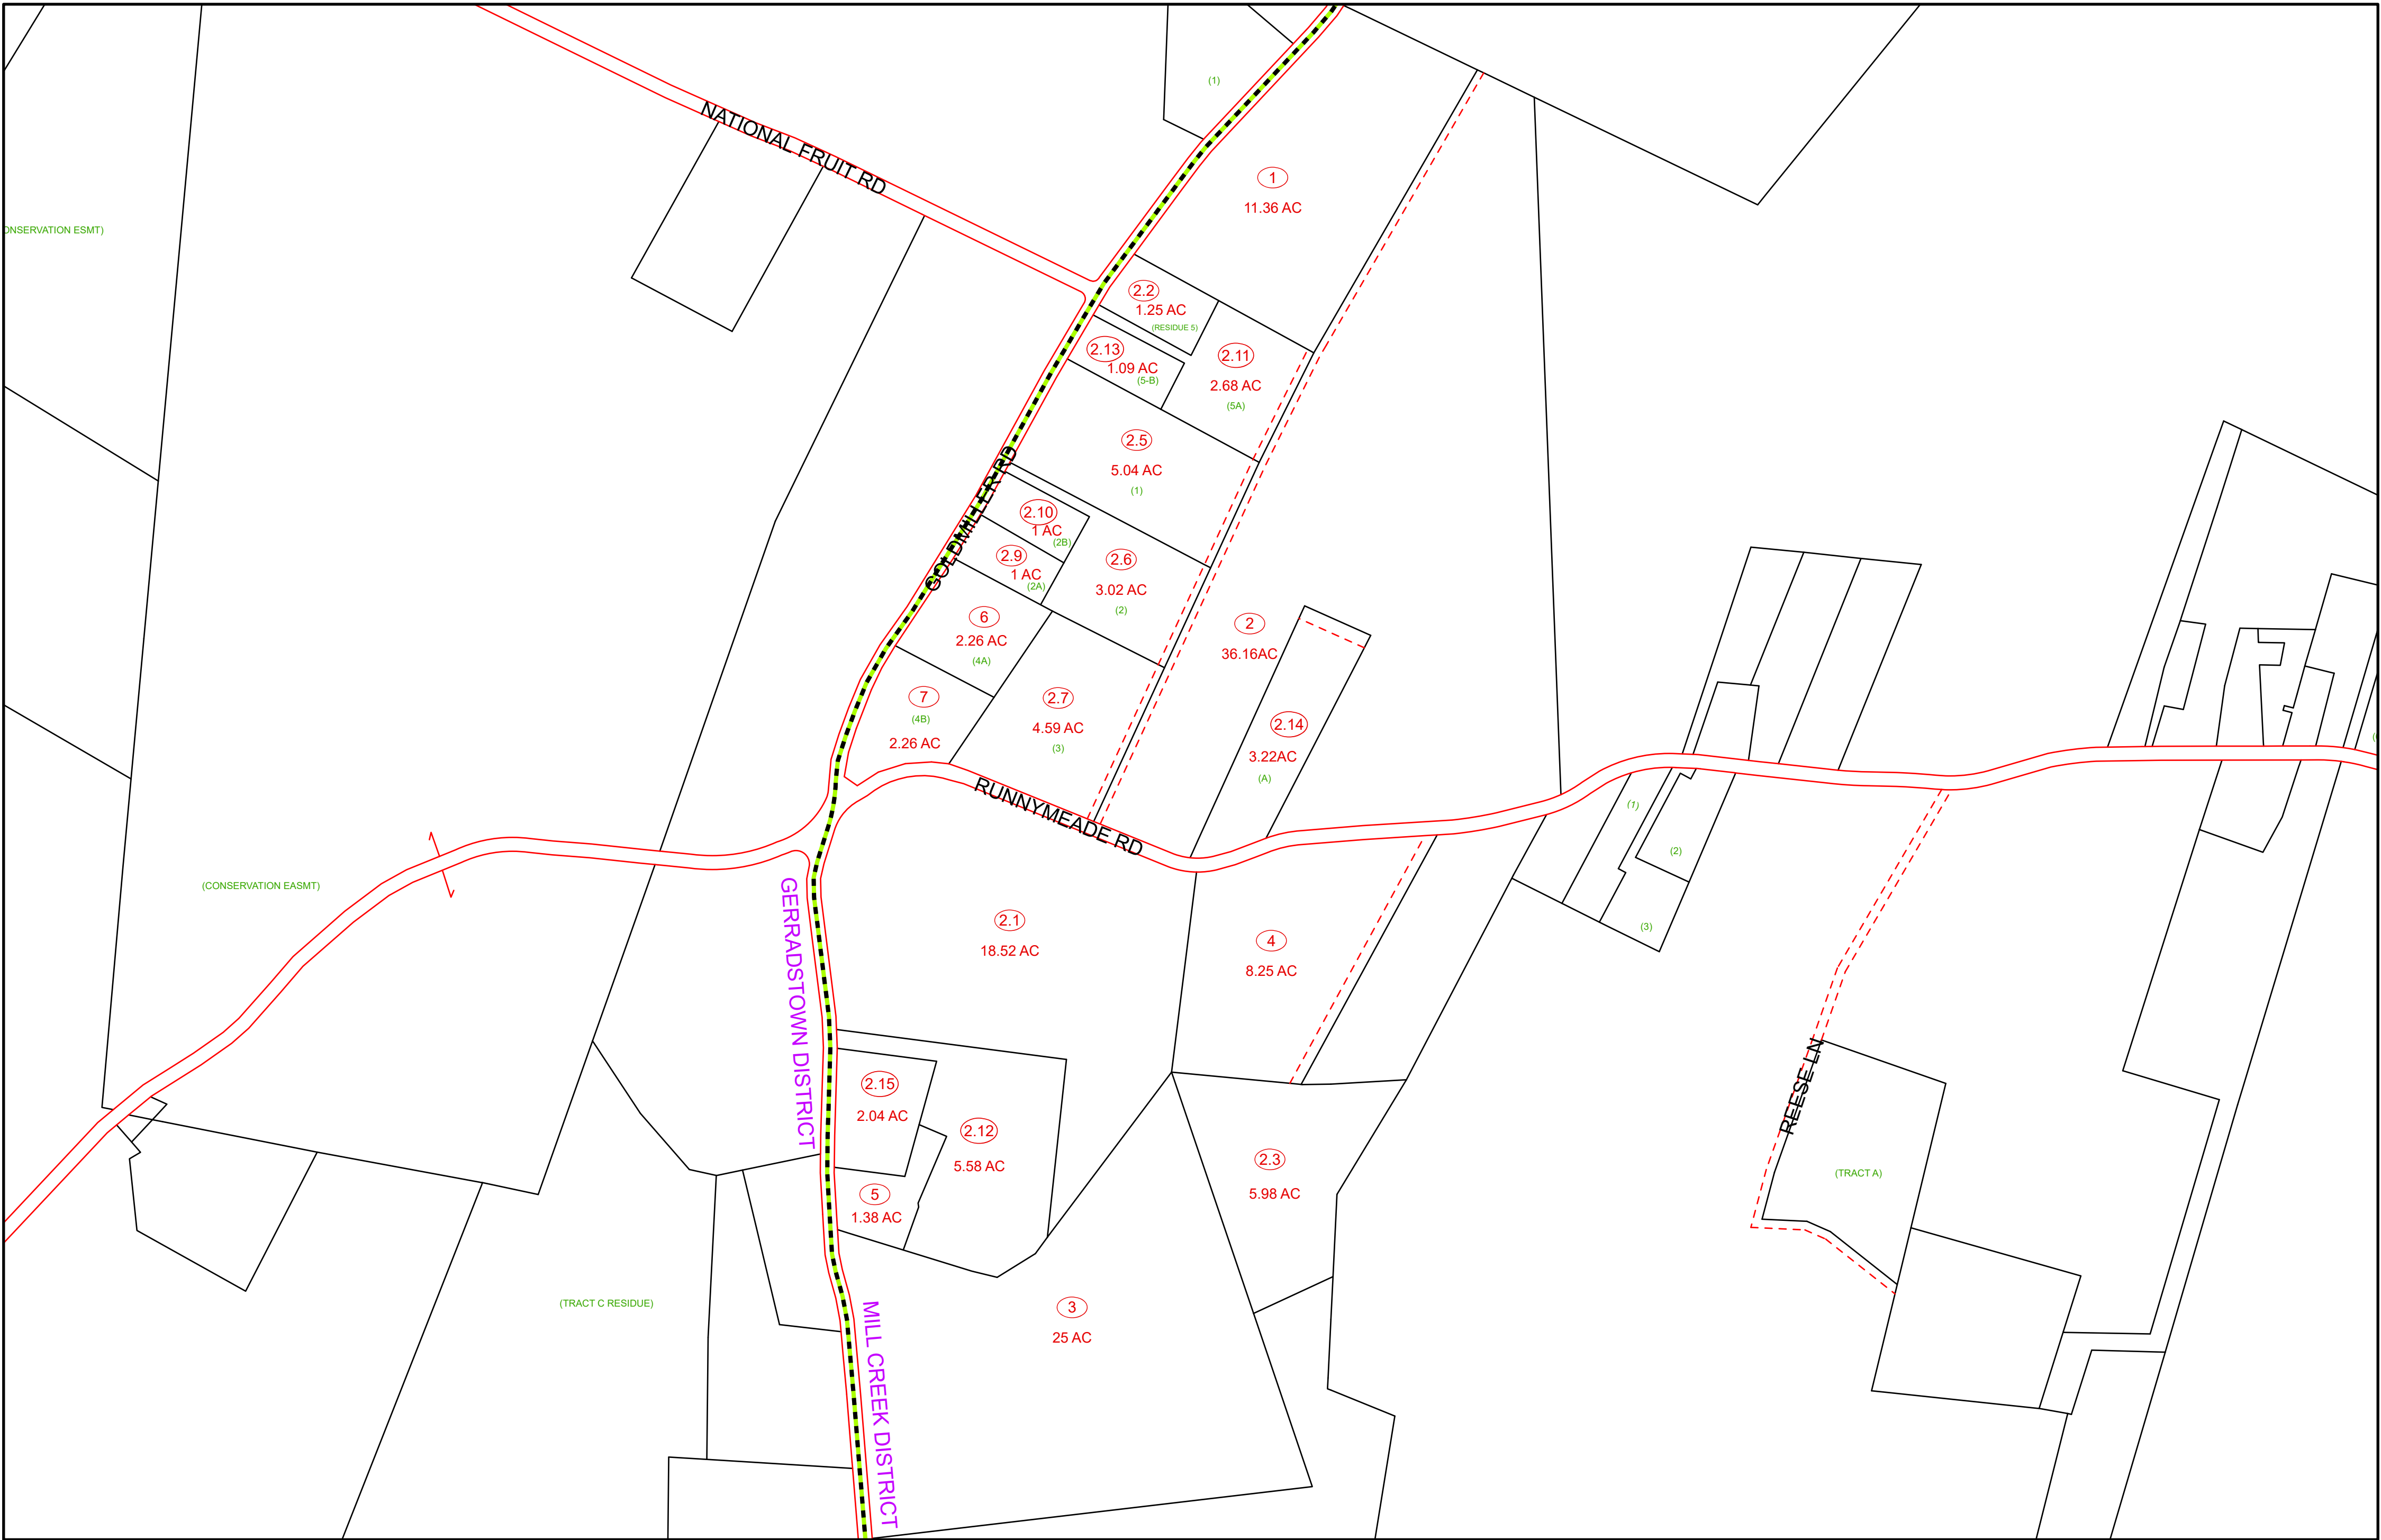 (1)
NATIONAL FRUIT RD
1
11.36 AC
ONSERVATION ESMT)
2.2
1.25 AC
(RESIDUE 5)
2.13
1.09 AC
(5-B)
2.11
2.68 AC
(5A)
2.5
5.04 AC
(1)
GOLDMILLER RD
2.10
1 AC
(2B)
2.9
1 AC
(2A)
2.6
3.02 AC
(2)
6
2.26 AC
(4A)
2
36.16AC
7
(4B)
2.26 AC
2.7
4.59 AC
(3)
2.14
3.22AC
(A)
RUNNYMEADE RD
(1)
(2)
(3)
(CONSERVATION EASMT)
GERRADSTOWN DISTRICT
2.1
18.52 AC
4
8.25 AC
2.15
2.04 AC
2.12
5.58 AC
REESE LN
(TRACT A)
2.3
5.98 AC
5
1.38 AC
(TRACT C RESIDUE)
3
25 AC
MILL CREEK DISTRICT